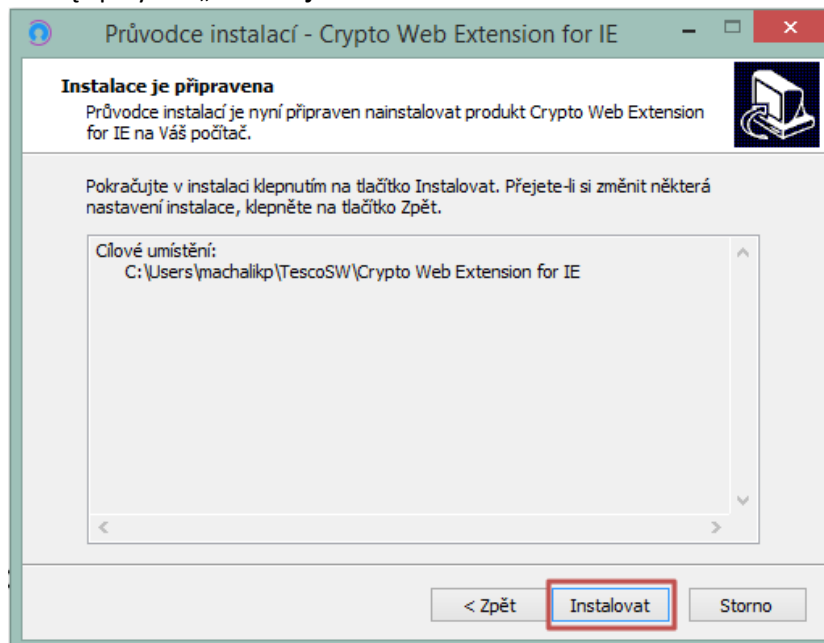 Průvodce instalací - Crypto Web Extension for IE
Instalace je připravena
Průvodce instalací je nyní připraven nainstalovat produkt Crypto Web Extension
for IE na Váš počítač.
Pokračujte v instalaci klepnutím na tlačítko Instalovat. Přejete-li si změnit některá
nastavení instalace, klepněte na tlačítko Zpět.
Cílové umístění:
C:\Users\machalikp\TescoSW\Crypto Web Extension for IE
< Zpět
Instalovat
Storno